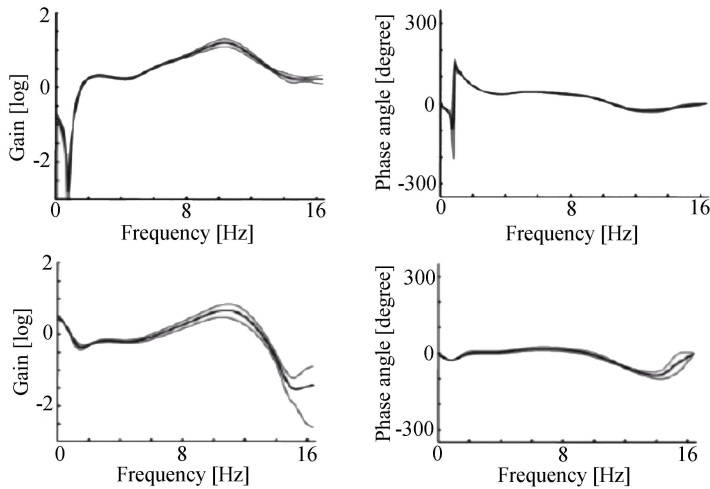 2
0
-2
Gain [log]
0 8 16
Frequency [Hz]
300
0
-300
Phase angle [degree]
0 8 16
Frequency [Hz]
2
0
-2
Gain [log]
0 8 16
Frequency [Hz]
300
0
-300
Phase angle [degree]
0 8 16
Frequency [Hz]